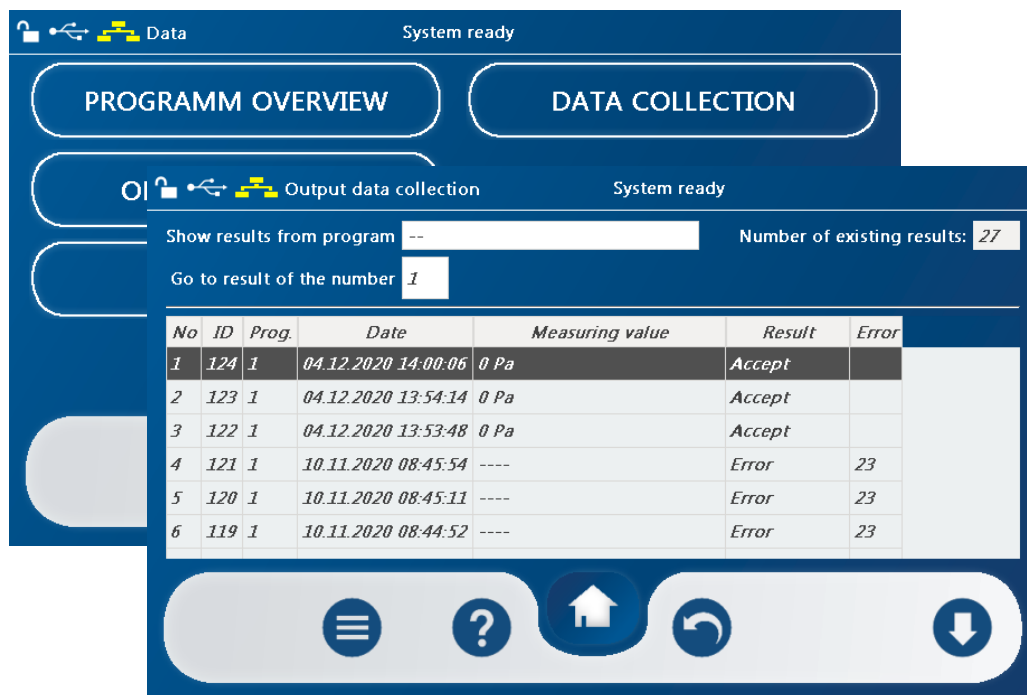 Data System ready
PROGRAMM OVERVIEW DATA COLLECTION
Output data collection System ready
Show results from program -- Number of existing results: 27
Go to result of the number 1
No ID Prog. Date Measuring value Result Error
1 124 1 04.12.2020 14:00:06 0 Pa Accept
2 123 1 04.12.2020 13:54:14 0 Pa Accept
3 122 1 04.12.2020 13:53:48 0 Pa Accept
4 121 1 10.11.2020 08:45:54 ---- Error 23
5 120 1 10.11.2020 08:45:11 ---- Error 23
6 119 1 10.11.2020 08:44:52 ---- Error 23
?